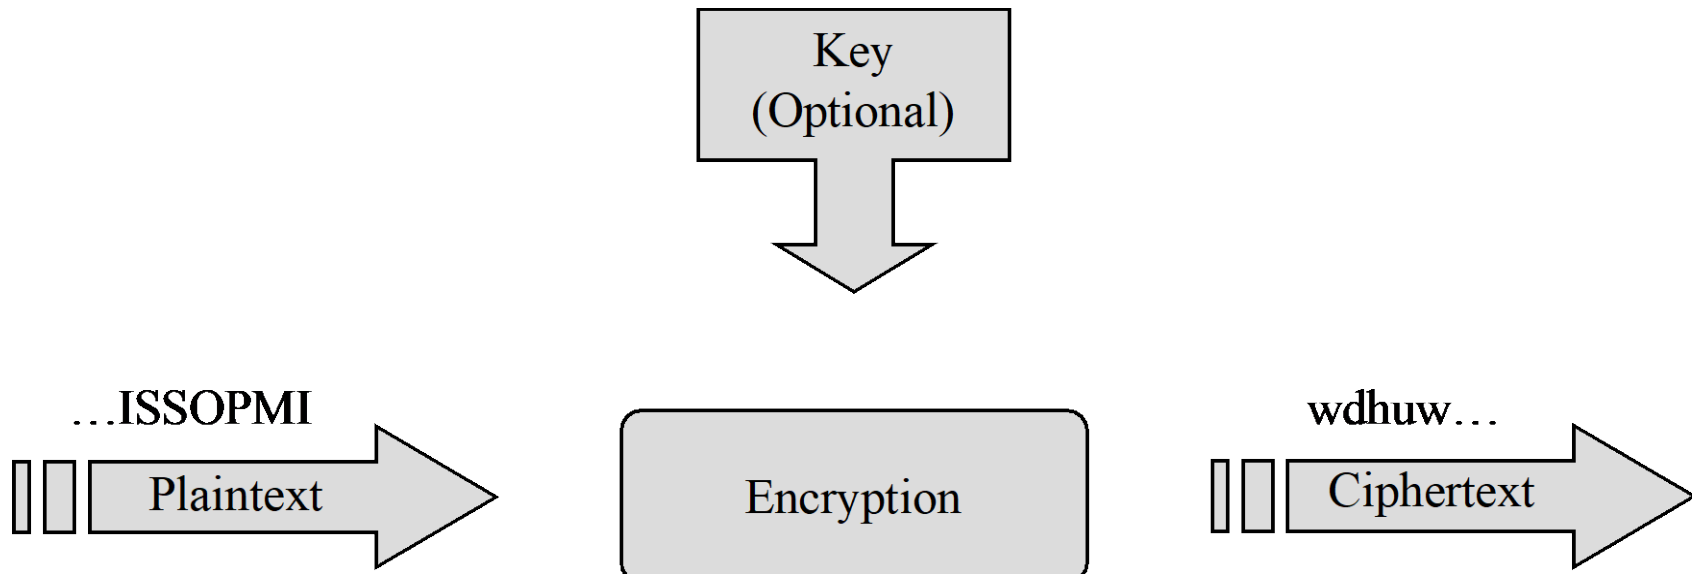 Key
(Optional)
…ISSOPMI
wdhuw…
Plaintext
Encryption
Ciphertext